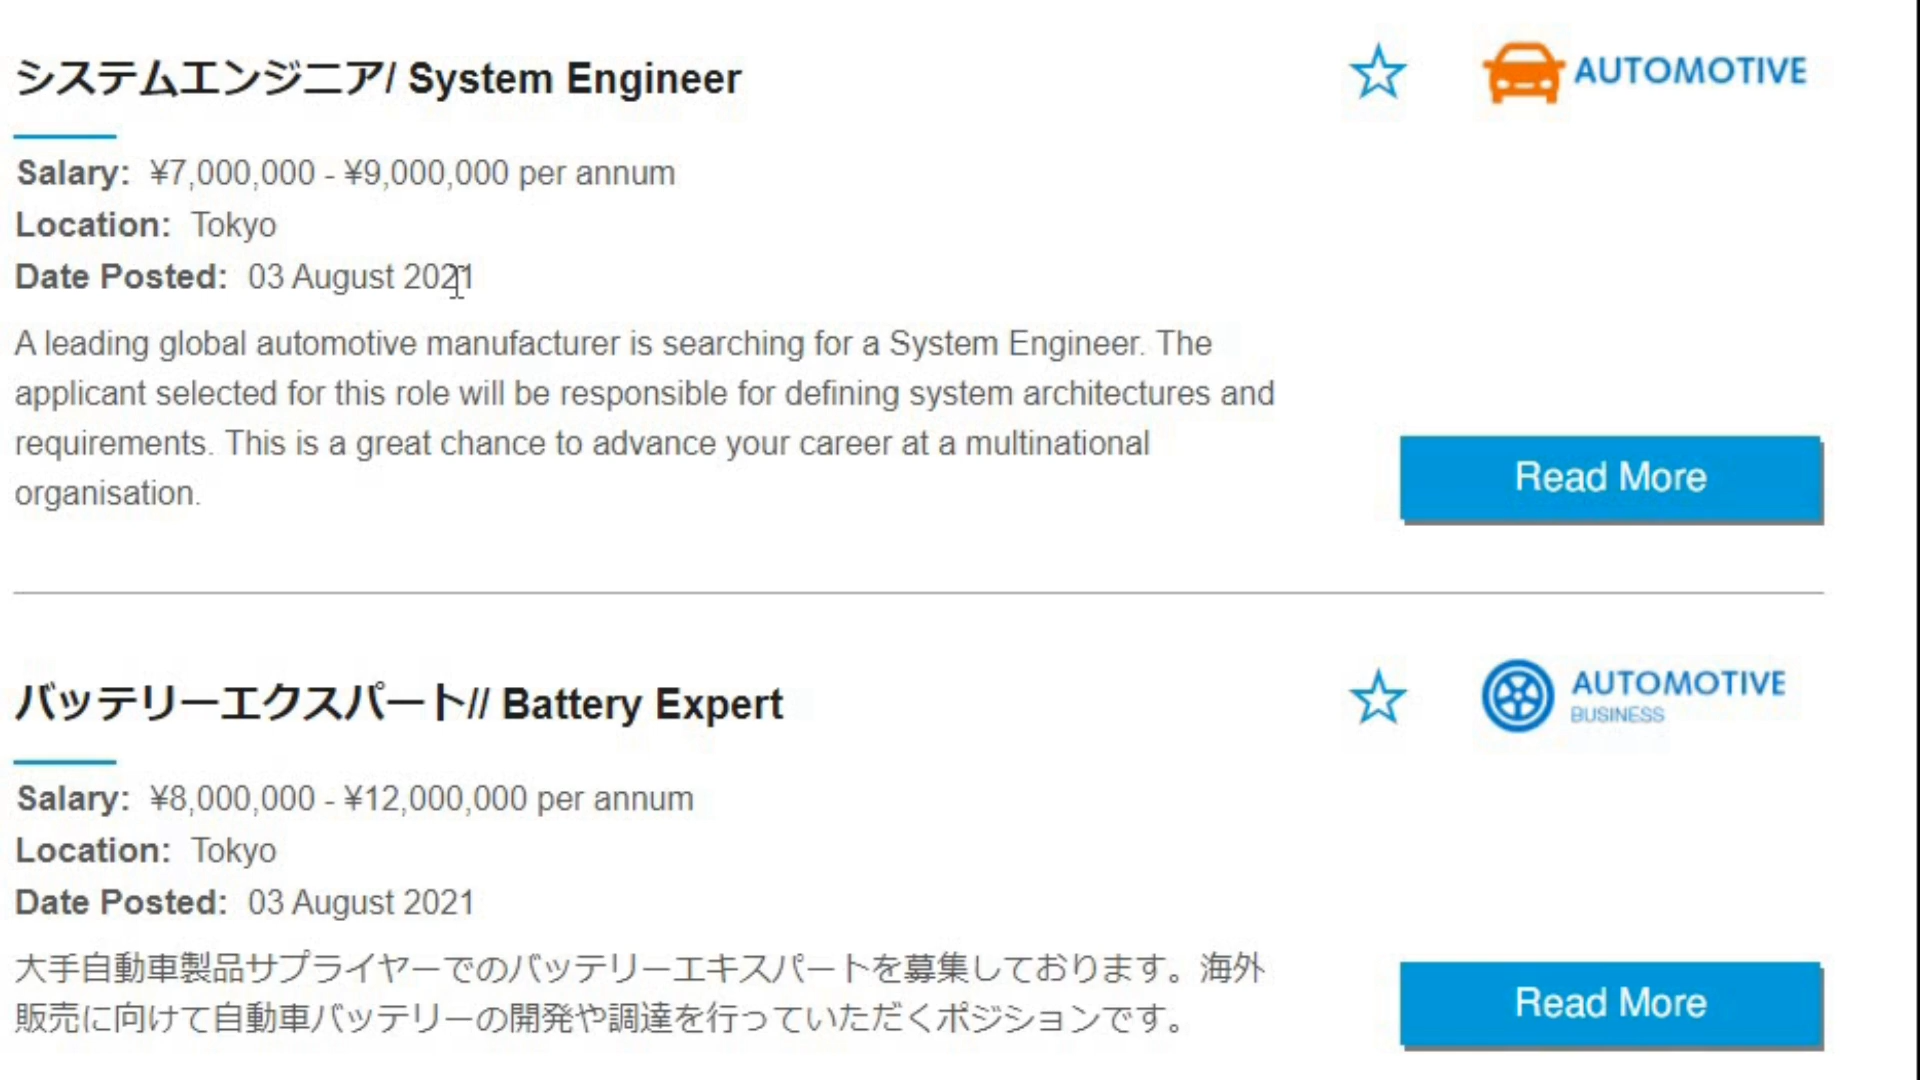 システムエンジニア/ System Engineer
AUTOMOTIVE
Salary: ¥7,000,000 - ¥9,000,000 per annum
Location: Tokyo
Date Posted: 03 August 2021
A leading global automotive manufacturer is searching for a System Engineer. The
applicant selected for this role will be responsible for defining system architectures and
requirements. This is a great chance to advance your career at a multinational
organisation.
Read More
バッテリーエクスパート// Battery Expert
AUTOMOTIVE
BUSINESS
Salary: ¥8,000,000 - ¥12,000,000 per annum
Location: Tokyo
Date Posted: 03 August 2021
大手自動車製品サプライヤーでのバッテリーエキスパートを募集しております。海外
販売に向けて自動車バッテリーの開発や調達を行っていただくポジションです。
Read More